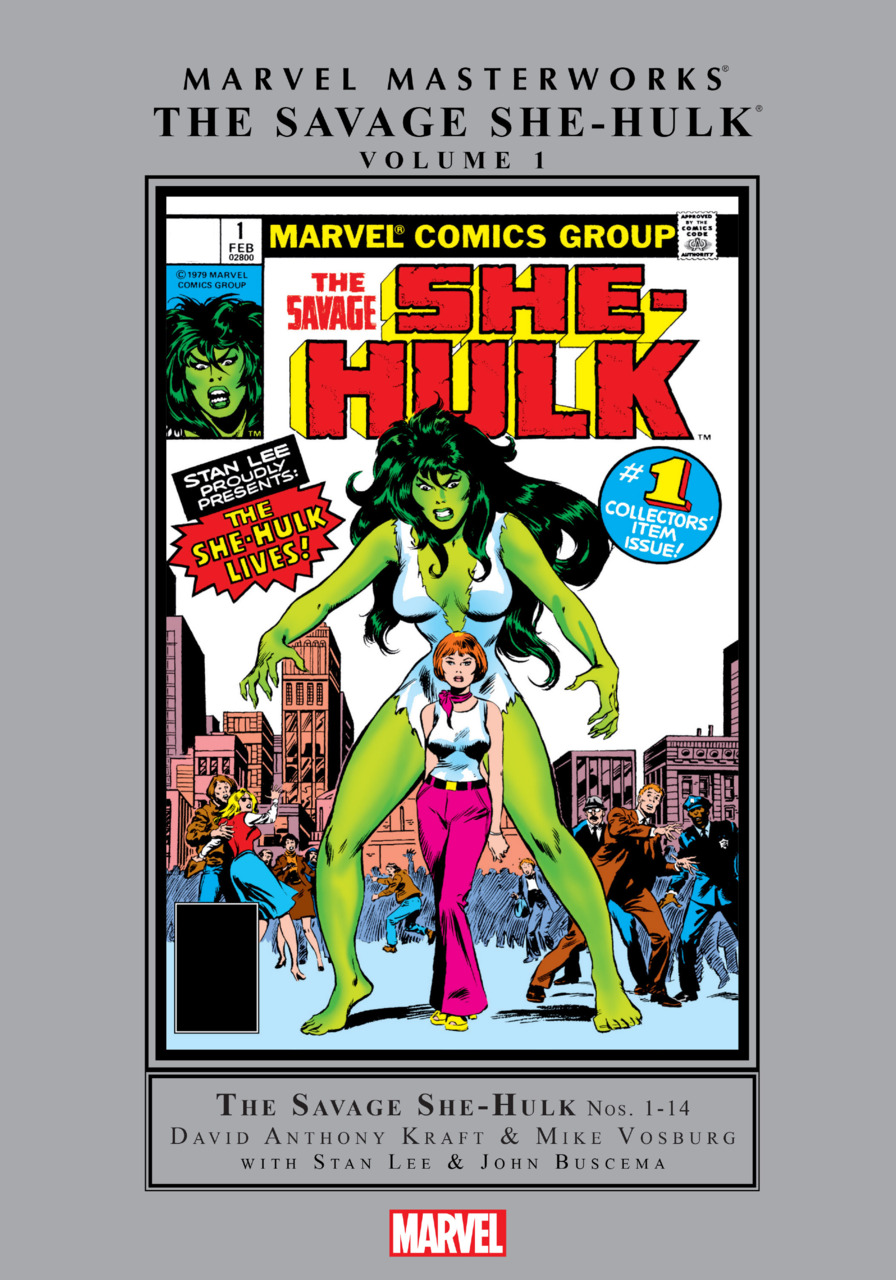 MARVEL MASTERWORKS®
THE SAVAGE SHE-HULK®
VOLUME 1
1
FEB
02800
MARVEL® COMICS GROUP
APPROVED
BY THE
COMICS
CODE
AUTHORITY
©1979 MARVEL
COMICS GROUP
THE
SAVAGE
SHE-
HULK
TM
TM
STAN LEE
PROUDLY
PRESENTS:
THE
SHE-HULK
LIVES!
#1
COLLECTORS'
ITEM
ISSUE!
THE SAVAGE SHE-HULK NOS. 1-14
DAVID ANTHONY KRAFT & MIKE VOSBURG
WITH STAN LEE & JOHN BUSCEMA
MARVEL